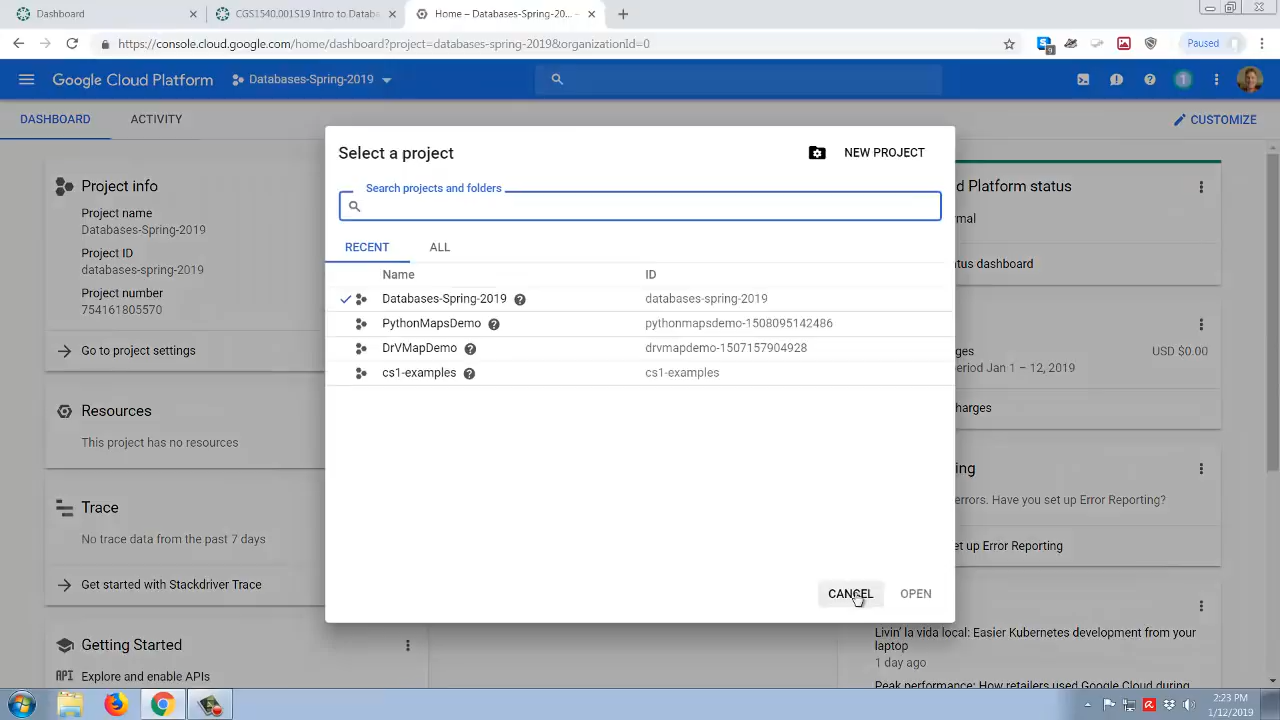 Dashboard
CGS1540.001S19 Intro to Datab
Home – Databases-Spring-20...
https://console.cloud.google.com/home/dashboard?project=databases-spring-2019&organizationId=0
9
Paused
Google Cloud Platform
Databases-Spring-2019
1
DASHBOARD
ACTIVITY
CUSTOMIZE
Select a project
NEW PROJECT
Search projects and folders
RECENT
ALL
Name
ID
Databases-Spring-2019
databases-spring-2019
PythonMapsDemo
pythonmapsdemo-1508095142486
DrVMapDemo
drvmapdemo-1507157904928
cs1-examples
cs1-examples
CANCEL
OPEN
Project info
Project name
Databases-Spring-2019
Project ID
databases-spring-2019
Project number
754161805570
Go to project settings
Resources
This project has no resources
Trace
No trace data from the past 7 days
Get started with Stackdriver Trace
Getting Started
API Explore and enable APIs
d Platform status
rmal
tus dashboard
ges
USD $0.00
eriod Jan 1 – 12, 2019
harges
ing
errors. Have you set up Error Reporting?
et up Error Reporting
Livin' la vida local: Easier Kubernetes development from your
laptop
1 day ago
Peak performance: How retailers used Google Cloud during
2:23 PM
1/12/2019